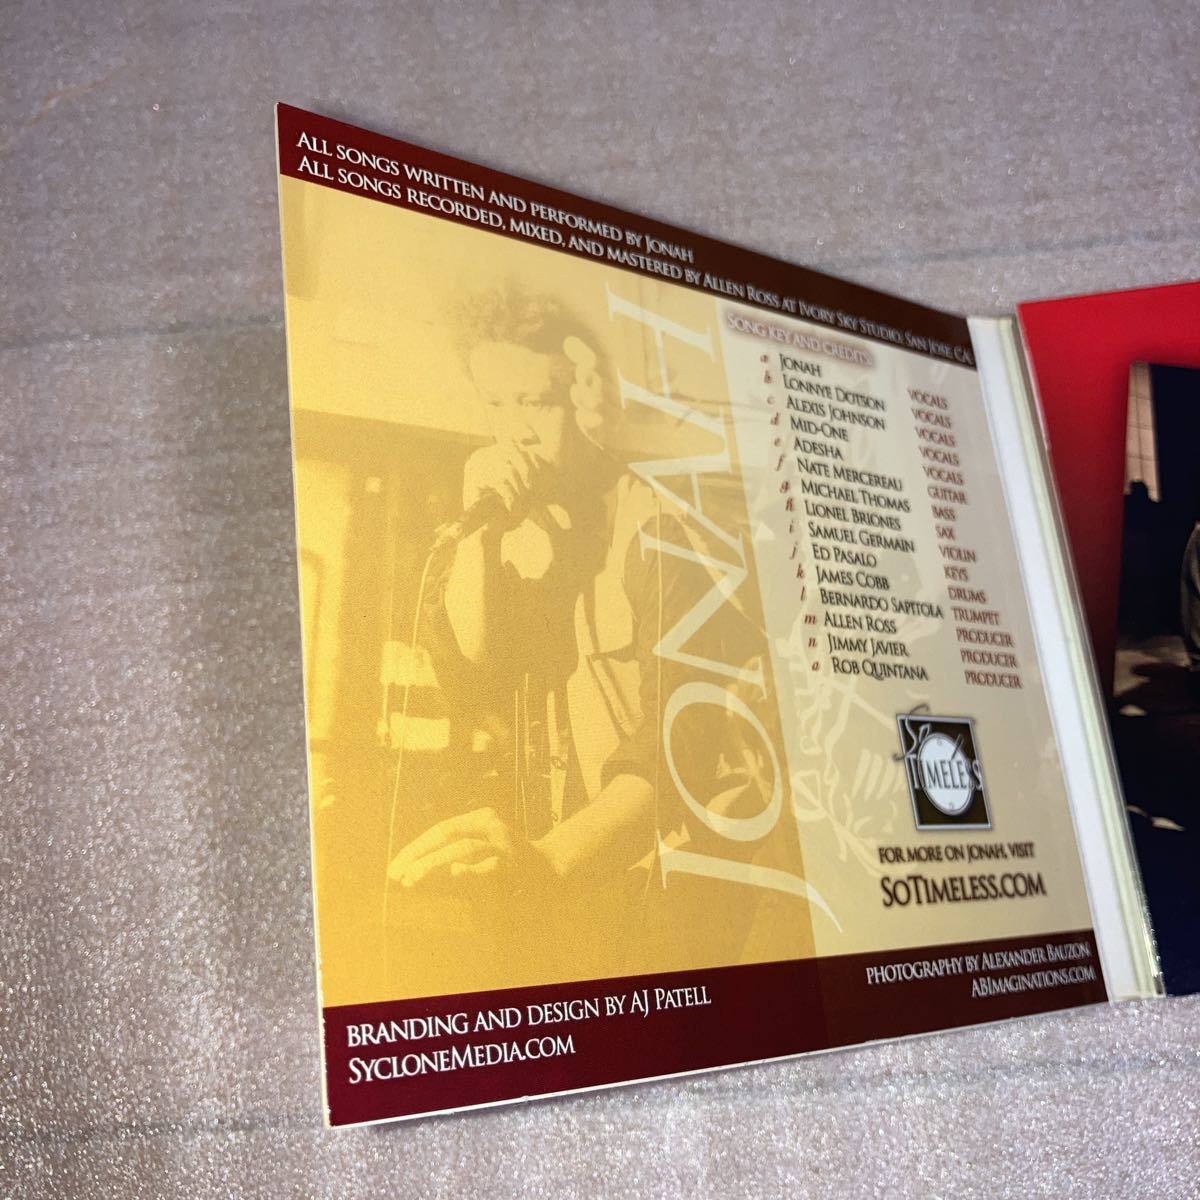 ALL SONGS WRITTEN AND PERFORMED BY JONAH
ALL SONGS RECORDED, MIXED, AND MASTERED BY ALLEN ROSS AT IVORY SKY STUDIO, SAN JOSE, CA.
JONAH
SONG KEY AND CREDITS
a JONAH VOCALS
b LONNYE DOTSON VOCALS
c ALEXIS JOHNSON VOCALS
d MID-ONE VOCALS
e ADESHA VOCALS
f NATE MERCEREAU GUITAR
g MICHAEL THOMAS BASS
h LIONEL BRIONES SAX
i SAMUEL GERMAIN VIOLIN
j ED PASALO KEYS
k JAMES COBB DRUMS
l BERNARDO SAPITOLA TRUMPET
m ALLEN ROSS PRODUCER
n JIMMY JAVIER PRODUCER
o ROB QUINTANA PRODUCER
So
TIMELESS
FOR MORE ON JONAH, VISIT
SOTIMELESS.COM
PHOTOGRAPHY BY ALEXANDER BAUZON
ABIMAGINATIONS.COM
BRANDING AND DESIGN BY AJ PATELL
SYCLONEMEDIA.COM